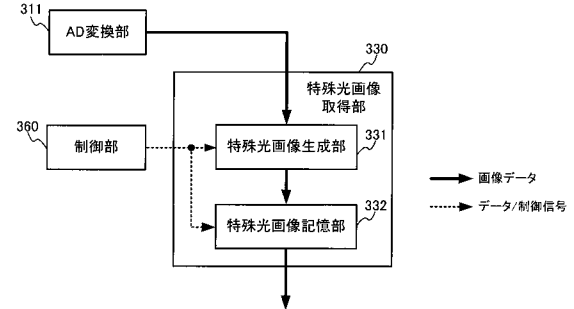 311
AD変換部
330
特殊光画像
取得部
360
制御部
特殊光画像生成部
331
画像データ
332
データ/制御信号
特殊光画像記憶部